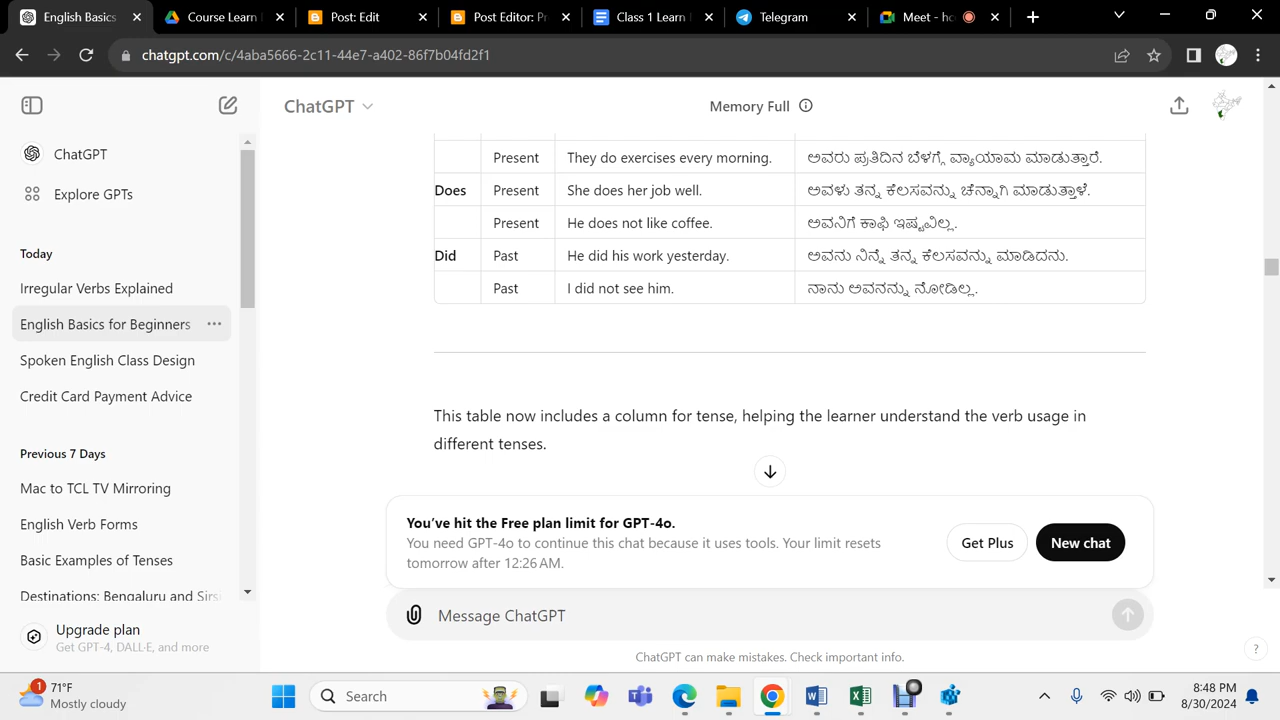 English Basics
Course Learn
Post: Edit
Post Editor: P
Class 1 Learn
Telegram
Meet - ho
chatgpt.com/c/4aba5666-2c11-44e7-a402-86f7b04fd2f1
ChatGPT
Memory Full
ChatGPT
Explore GPTs
Today
Irregular Verbs Explained
English Basics for Beginners
Spoken English Class Design
Credit Card Payment Advice
Previous 7 Days
Mac to TCL TV Mirroring
English Verb Forms
Basic Examples of Tenses
Destinations: Bengaluru and Sirsi
Upgrade plan
Get GPT-4, DALL·E, and more
Present They do exercises every morning. ಅವರು ಪ್ರತಿದಿನ ಬೆಳಗ್ಗೆ ವ್ಯಾಯಾಮ ಮಾಡುತ್ತಾರೆ.
Does Present She does her job well. ಅವಳು ತನ್ನ ಕೆಲಸವನ್ನು ಚೆನ್ನಾಗಿ ಮಾಡುತ್ತಾಳೆ.
Present He does not like coffee. ಅವನಿಗೆ ಕಾಫಿ ಇಷ್ಟವಿಲ್ಲ.
Did Past He did his work yesterday. ಅವನು ನಿನ್ನೆ ತನ್ನ ಕೆಲಸವನ್ನು ಮಾಡಿದನು.
Past I did not see him. ನಾನು ಅವನನ್ನು ನೋಡಿಲ್ಲ.
This table now includes a column for tense, helping the learner understand the verb usage in
different tenses.
You've hit the Free plan limit for GPT-4o.
You need GPT-4o to continue this chat because it uses tools. Your limit resets
tomorrow after 12:26 AM.
Get Plus
New chat
Message ChatGPT
ChatGPT can make mistakes. Check important info.
?
1
71°F
Mostly cloudy
Search
8:48 PM
8/30/2024